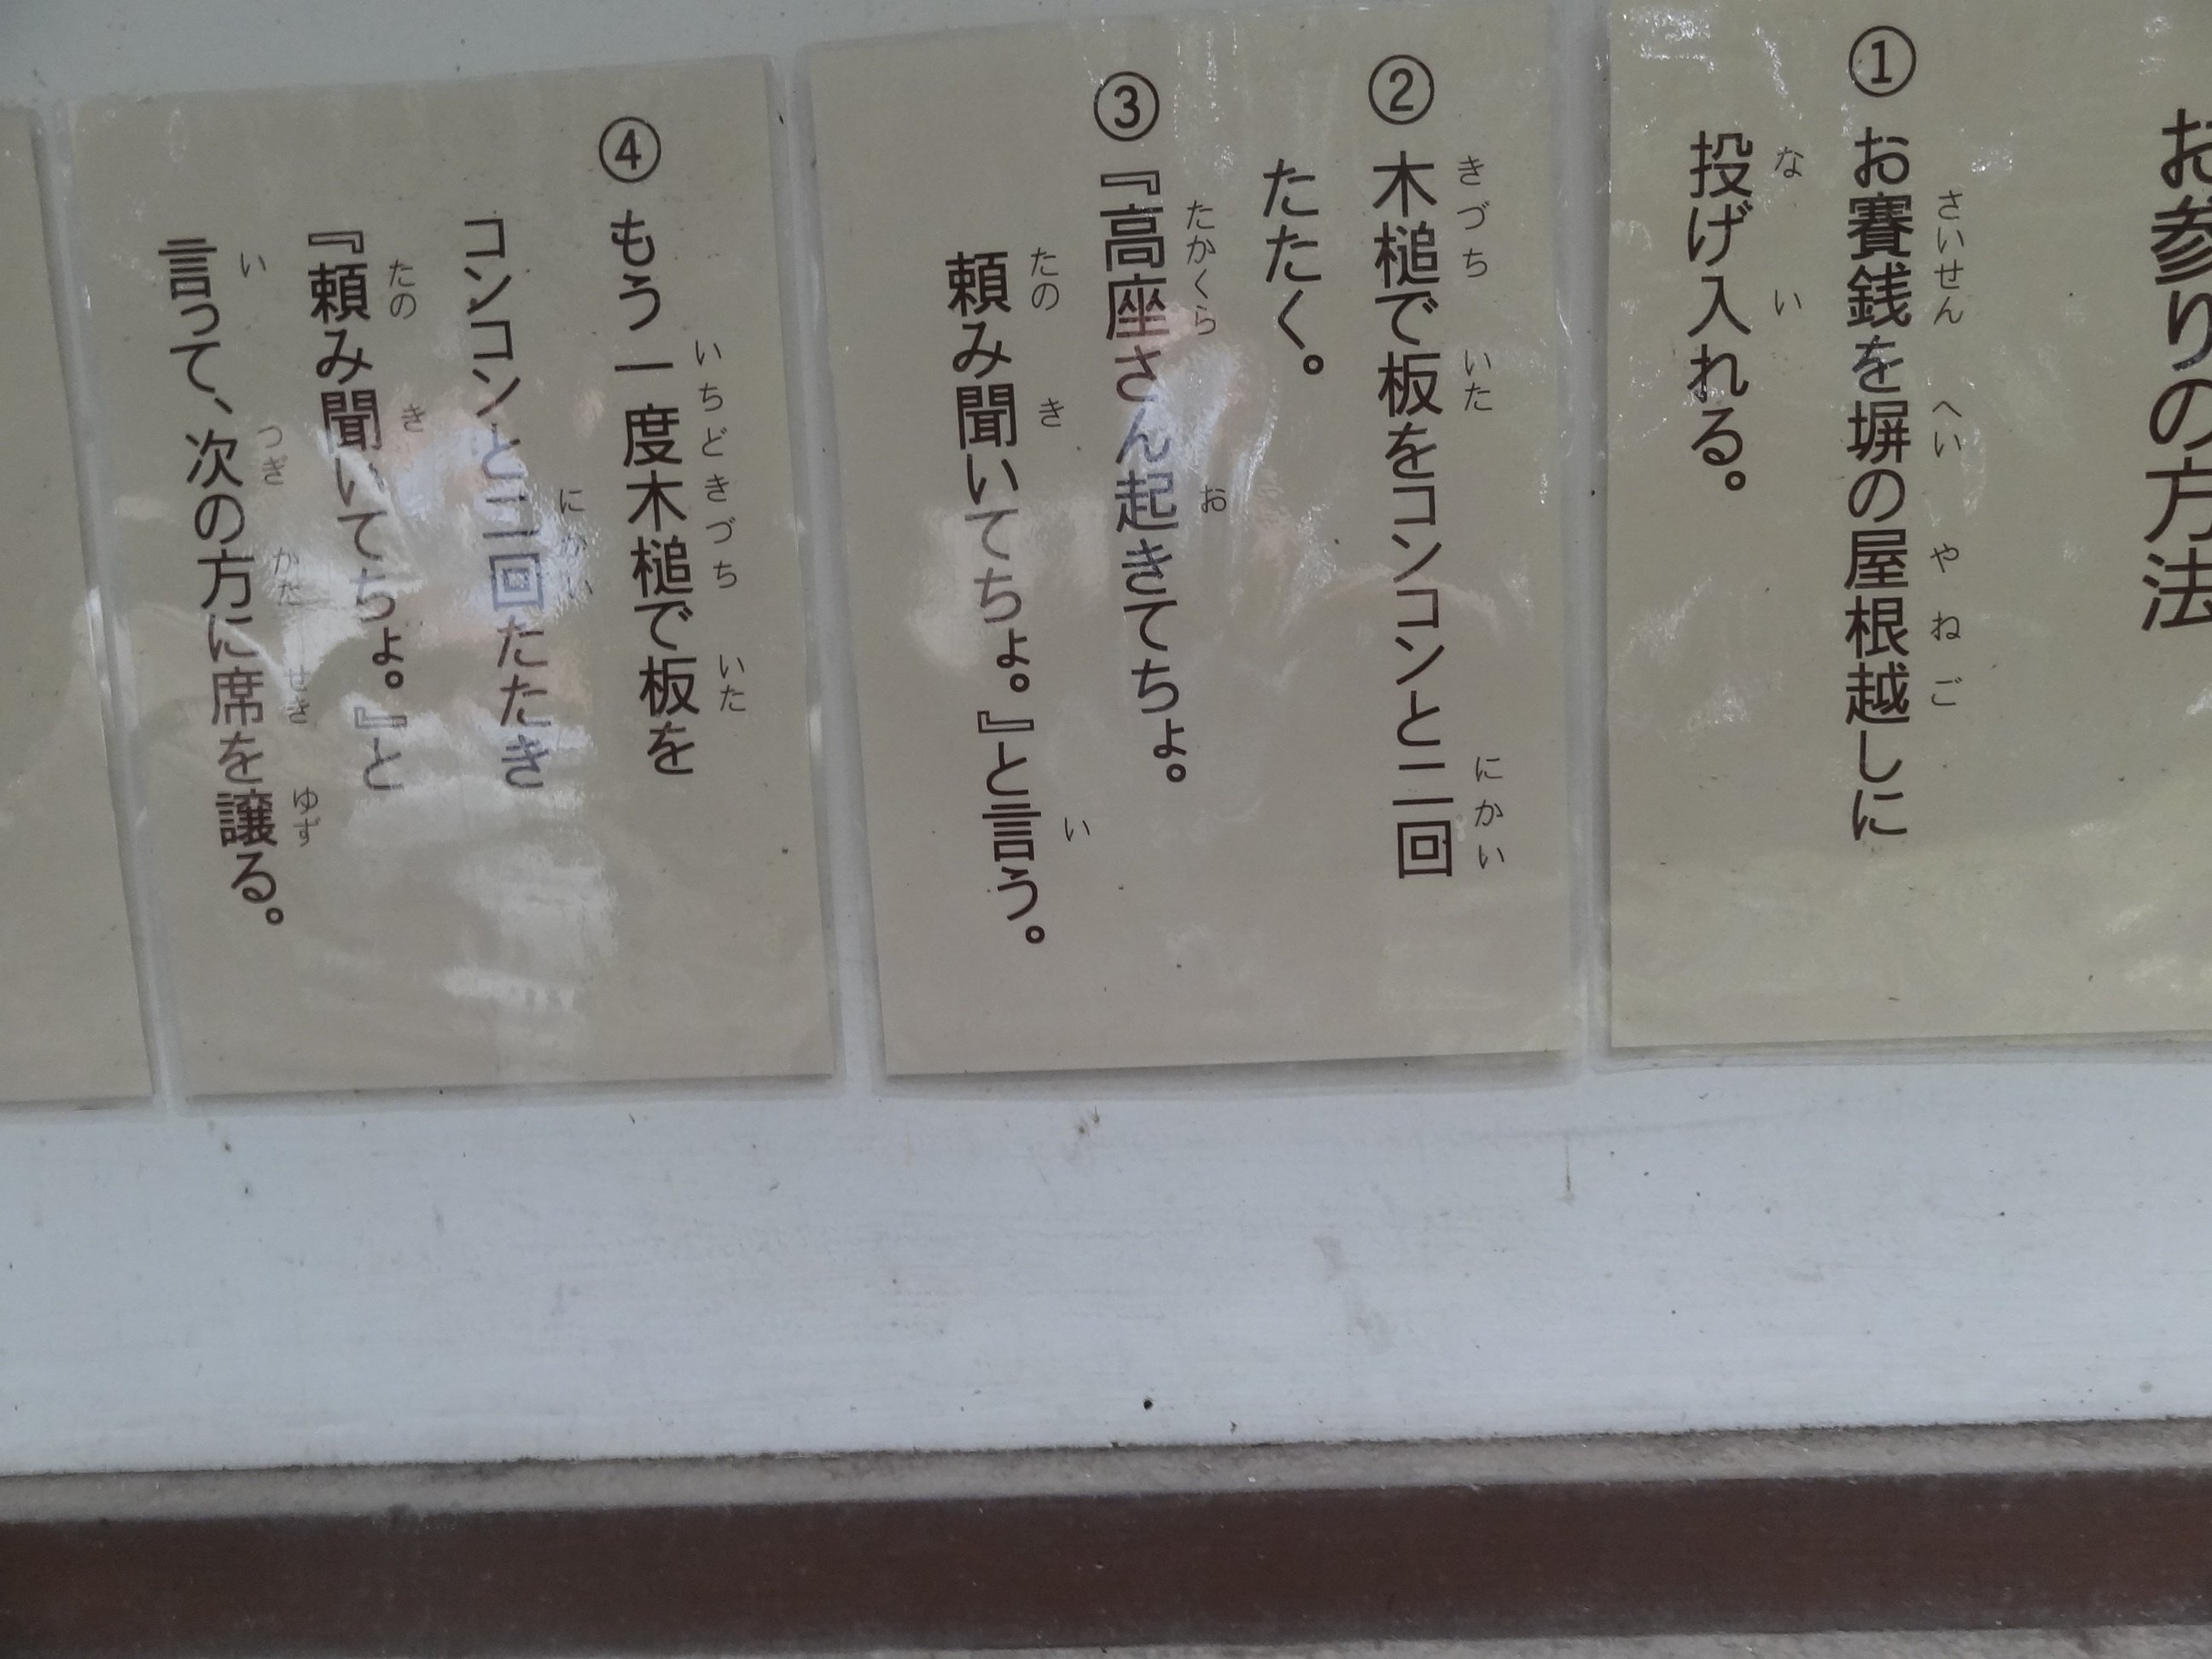 お参りの方法
① お賽銭を塀の屋根越しに
投げ入れる。
② 木槌で板をコンコンと二回
たたく。
③ 『高座さん起きてちょ。
頼み聞いてちょ。』と言う。
④ もう一度木槌で板を
コンコンと二回たたき
『頼み聞いてちょ。』と
言って、次の方に席を譲る。